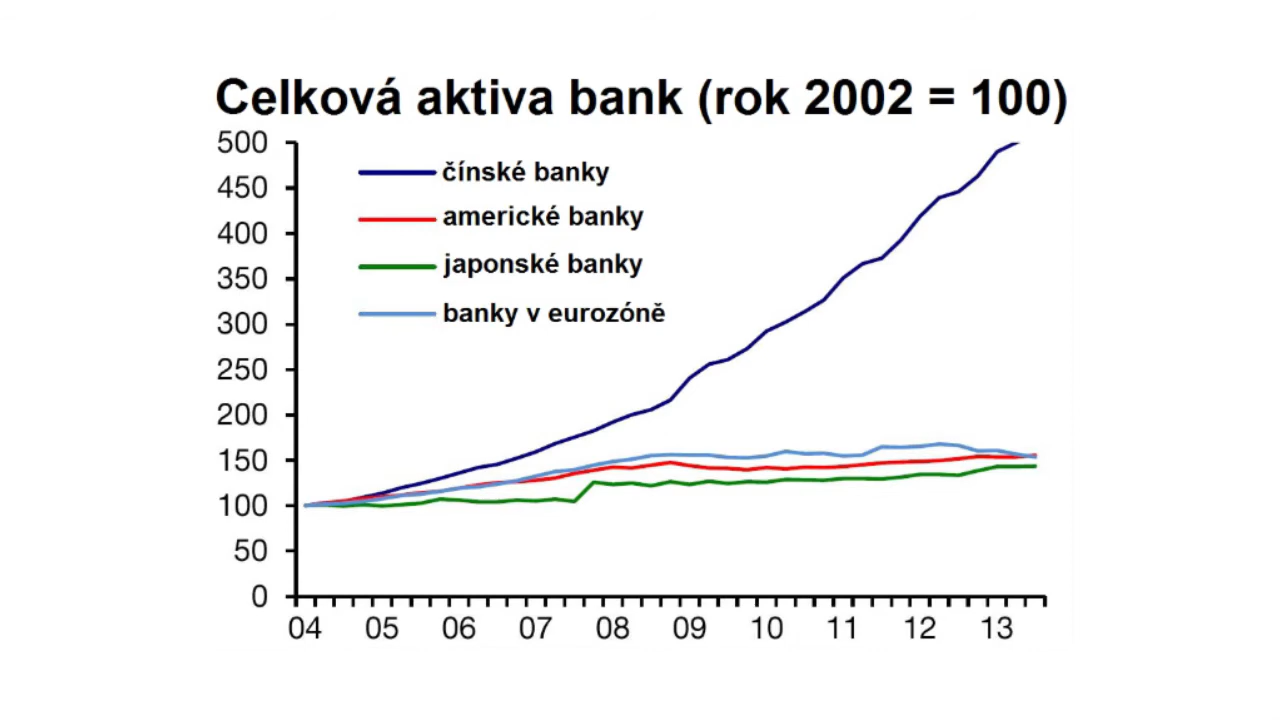 Celková aktiva bank (rok 2002 = 100)
500
450
400
350
300
250
200
150
100
50
0
čínské banky
americké banky
japonské banky
banky v eurozóně
04 05 06 07 08 09 10 11 12 13